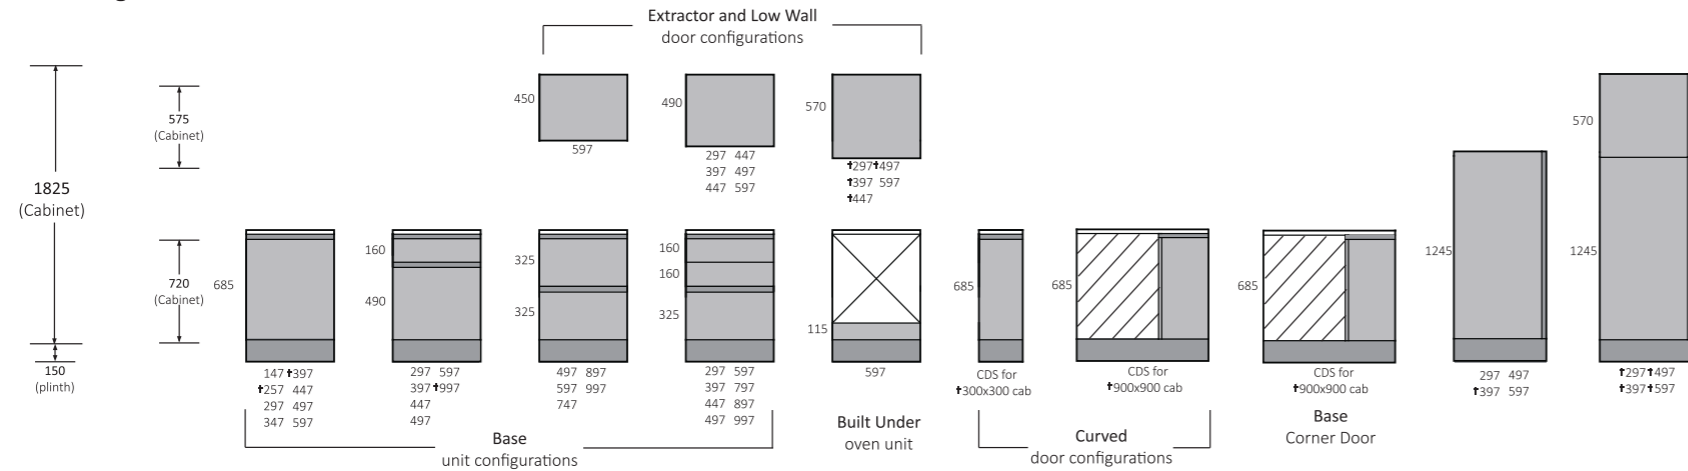 Extractor and Low Wall
door configurations
450
597
490
297 447
397 497
447 597
570
✝297✝497
✝397 597
✝447
570
575
(Cabinet)
1825
(Cabinet)
720
(Cabinet)
150
(plinth)
685
147 ✝397
✝257 447
297 497
347 597
160
490
297 597
397✝997
447
497
325
325
497 897
597 997
747
160
160
325
297 597
397 797
447 897
497 997
Base
unit configurations
115
597
Built Under
oven unit
685
CDS for
✝300x300 cab
685
CDS for
✝900x900 cab
Curved
door configurations
685
CDS for
✝900x900 cab
Base
Corner Door
1245
297 497
✝397 597
1245
✝297✝497
✝397✝597